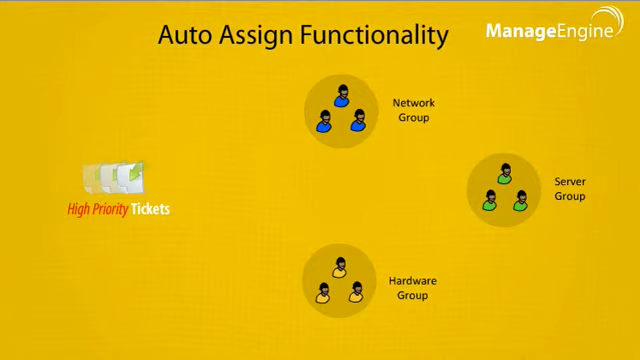 Auto Assign Functionality
ManageEngine
Network
Group
Server
Group
High Priority Tickets
Hardware
Group